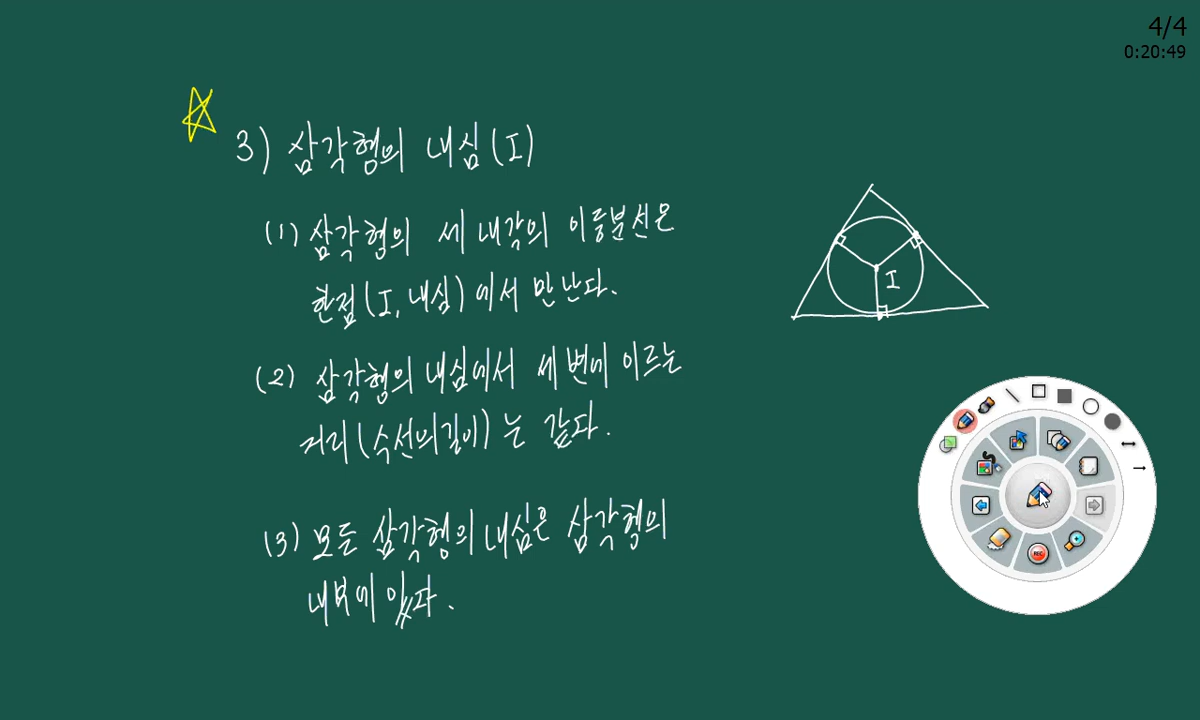 4/4
0:20:49
3) 삼각형의 내심(I)
(1) 삼각형의 세 내각의 이등분선은
한점(I, 내심)에서 만난다.
(2) 삼각형의 내심에서 세 변에 이르는
거리(수선의길이)는 같다.
(3) 모든 삼각형의 내심은 삼각형의
내부에 있다.
I
REC